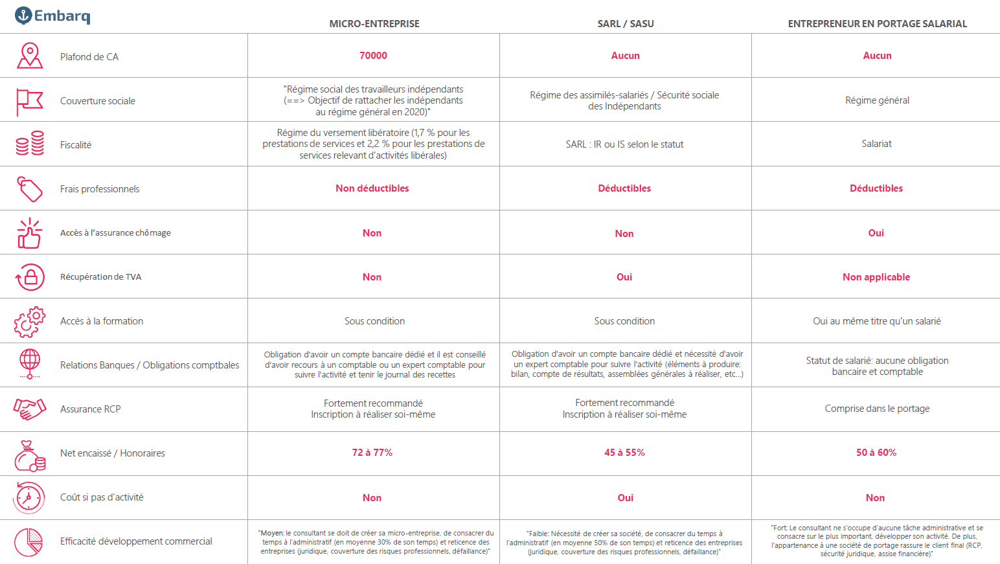 Embarq
MICRO-ENTREPRISE
SARL / SASU
ENTREPRENEUR EN PORTAGE SALARIAL
Plafond de CA
70000
Aucun
Aucun
Couverture sociale
"Régime social des travailleurs indépendants
(==> Objectif de rattacher les indépendants
au régime général en 2020)"
Régime des assimilés-salariés / Sécurité sociale
des Indépendants
Régime général
Fiscalité
Régime du versement libératoire (1,7 % pour les
prestations de services et 2,2 % pour les prestations de
services relevant d'activités libérales)
SARL : IR ou IS selon le statut
Salariat
Frais professionnels
Non déductibles
Déductibles
Déductibles
Accès à l’assurance chômage
Non
Non
Oui
Récupération de TVA
Non
Oui
Non applicable
Accès à la formation
Sous condition
Sous condition
Oui au même titre qu'un salarié
Relations Banques / Obligations comptbales
Obligation d'avoir un compte bancaire dédié et il est conseillé
d'avoir recours à un comptable ou un expert comptable pour
suivre l'activité et tenir le journal des recettes
Obligation d'avoir un compte bancaire dédié et nécessité d'avoir
un expert comptable pour suivre l'activité (éléments à produire:
bilan, compte de résultats, assemblées générales à réaliser, etc...)
Statut de salarié: aucune obligation
bancaire et comptable
Assurance RCP
Fortement recommandé
Inscription à réaliser soi-même
Fortement recommandé
Inscription à réaliser soi-même
Comprise dans le portage
Net encaissé / Honoraires
72 à 77%
45 à 55%
50 à 60%
Coût si pas d’activité
Non
Oui
Non
Efficacité développement commercial
"Moyen: le consultant se doit de créer sa micro-entreprise, de consacrer du
temps à l'administratif (en moyenne 30% de son temps) et reticence des
entreprises (juridique, couverture des risques professionnels, défaillance)"
"Faible: Nécessité de créer sa société, de consacrer du temps à
l'administratif (en moyenne 50% de son temps) et reticence des entreprises
(juridique, couverture des risques professionnels, défaillance)"
"Fort: Le consultant ne s'occupe d'aucune tâche administrative et se
consacre sur le plus important, développer son activité. De plus,
l'appartenance à une société de portage rassure le client final (RCP,
sécurité juridique, assise financière)"